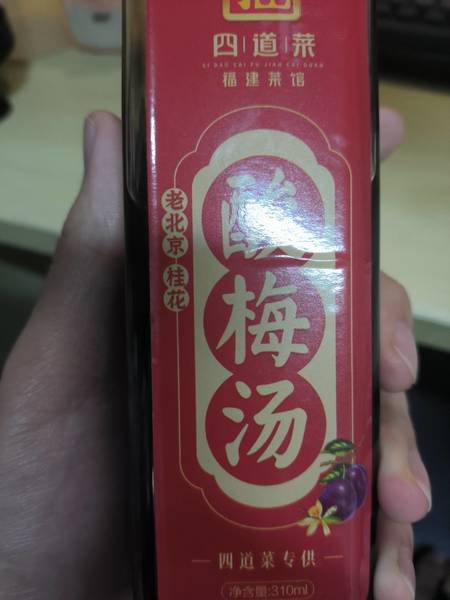 四道菜
福建菜馆
老北京桂花
酸梅汤
四道菜专供
净含量:310ml